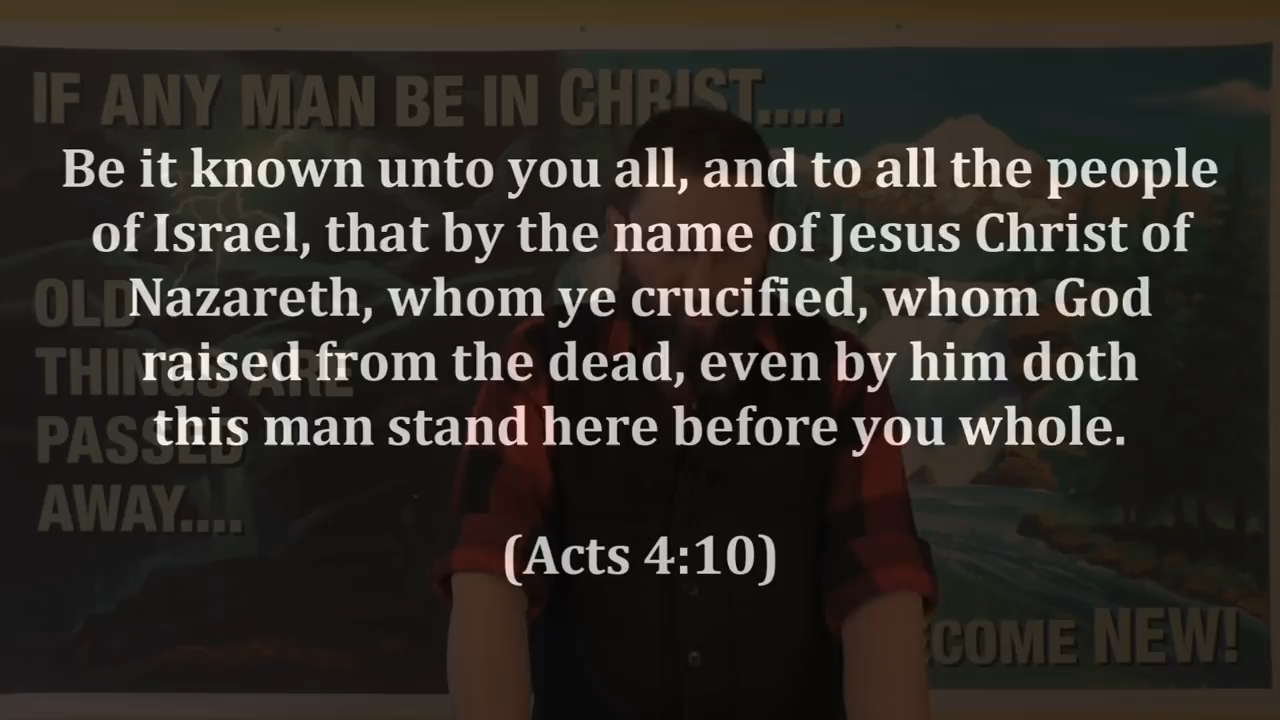 IF ANY MAN BE IN CHRIST.....
Be it known unto you all, and to all the people
of Israel, that by the name of Jesus Christ of
Nazareth, whom ye crucified, whom God
raised from the dead, even by him doth
this man stand here before you whole.
(Acts 4:10)
OLD
THINGS ARE
PASSED
AWAY....
COME NEW!